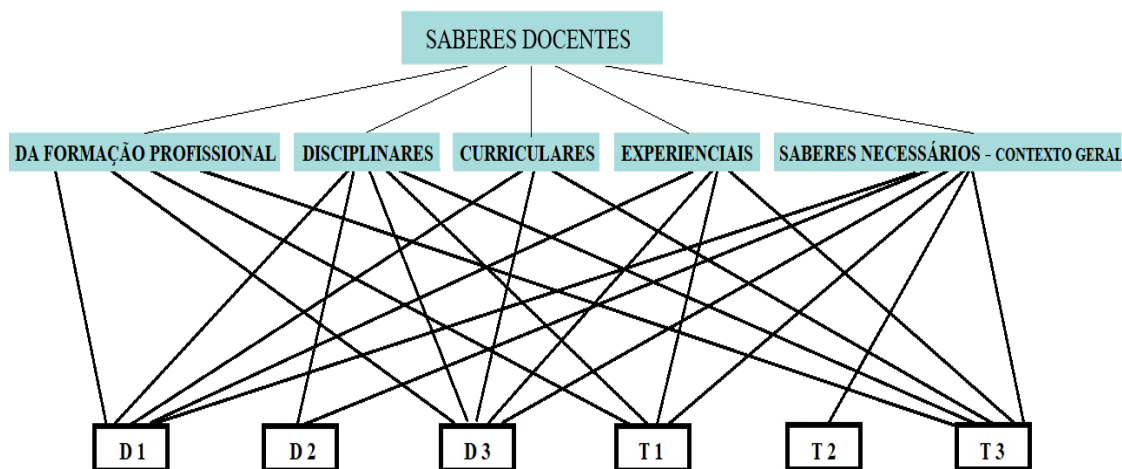 SABERES DOCENTES
DA FORMAÇÃO PROFISSIONAL
DISCIPLINARES
CURRICULARES
EXPERIENCIAIS
SABERES NECESSÁRIOS - CONTEXTO GERAL
D 1
D 2
D 3
T 1
T 2
T 3